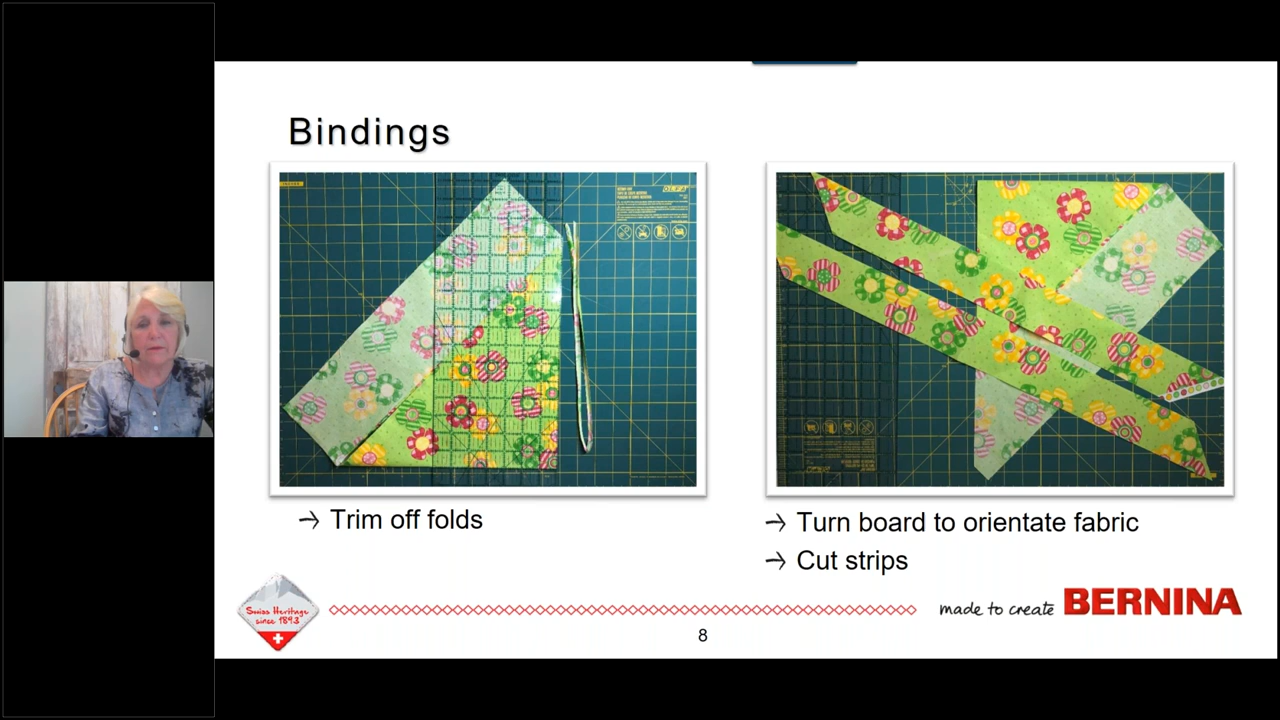 Bindings
OLFA
→ Trim off folds
→ Turn board to orientate fabric
→ Cut strips
Swiss Heritage
since 1893
made to create BERNINA
8